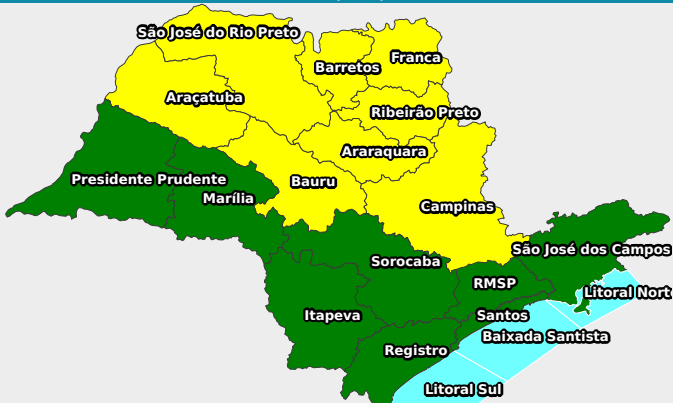 São José do Rio Preto
Franca
Barretos
Araçatuba
Ribeirão Preto
Araraquara
Presidente Prudente
Bauru
Marília
Campinas
São José dos Campos
Sorocaba
RMSP
Litoral Nort
Itapeva
Santos
Baixada Santista
Registro
Litoral Sul